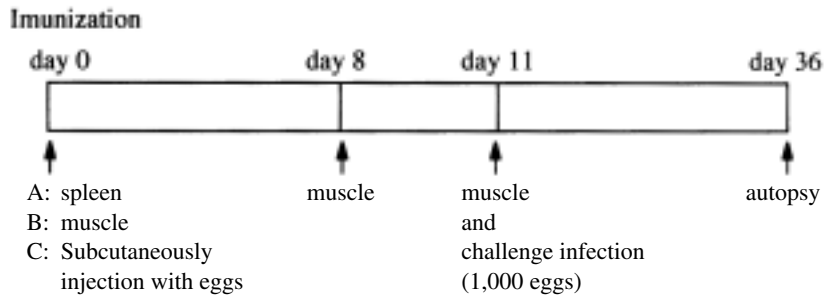 Imunization
day 0 day 8 day 11 day 36
A: spleen muscle muscle autopsy
B: muscle and
C: Subcutaneously challenge infection
injection with eggs (1,000 eggs)